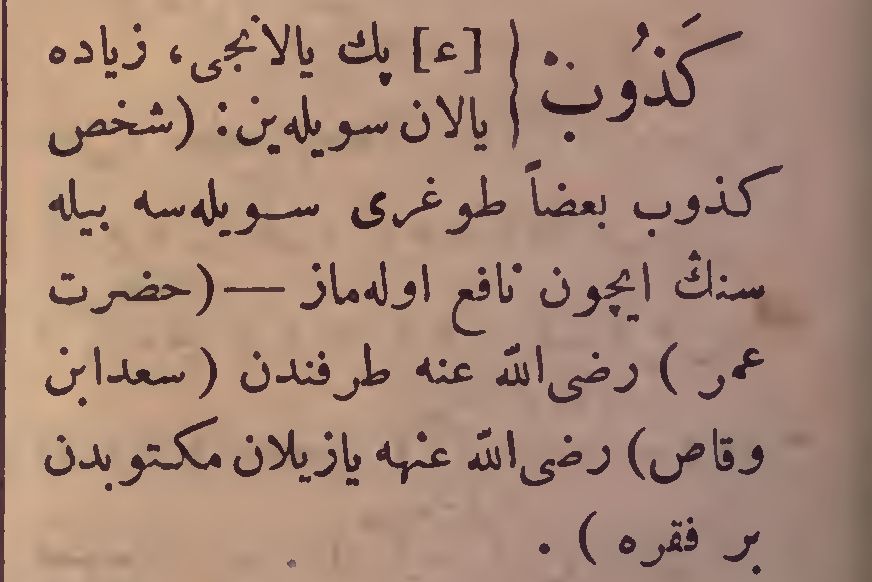 كَذُوبْ [ع] پك يالانجى، زياده
يالان سويله‌ين: (شخص
كذوب بعضاً طوغرى سويله‌سه بيله
سنڭ ايچون نافع اوله‌ماز —(حضرت
عمر) رضى‌الله عنه طرفندن (سعدابن
وقاص) رضى‌الله عنهه يازيلان مكتوبدن
بر فقره).